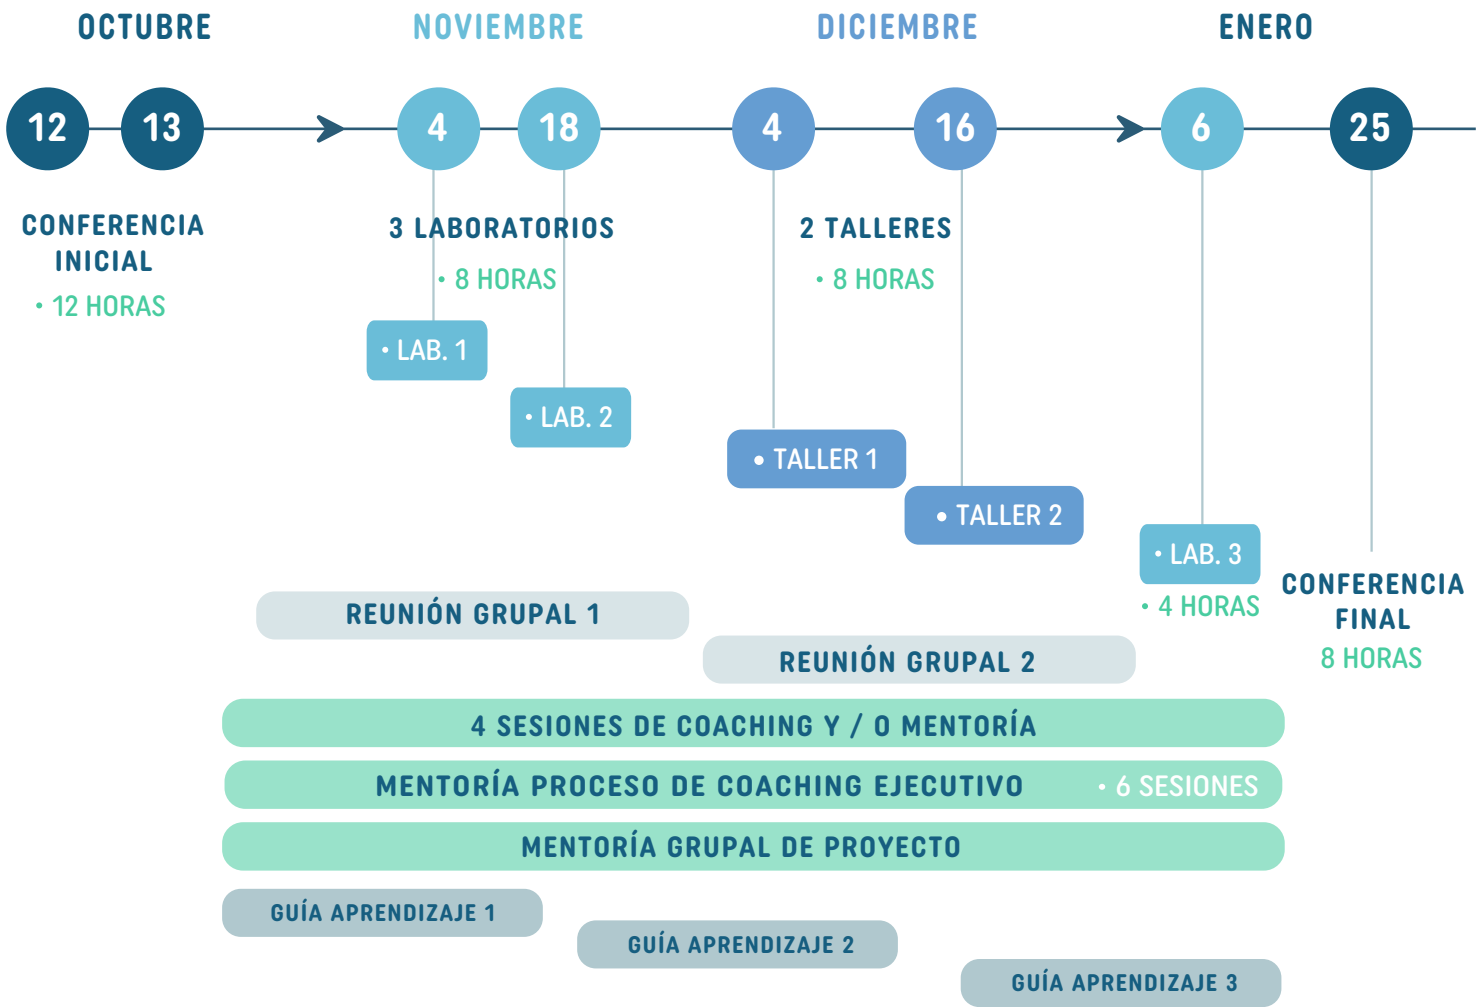 OCTUBRE
NOVIEMBRE
DICIEMBRE
ENERO
12
13
4
18
4
16
6
25
CONFERENCIA
INICIAL
• 12 HORAS
3 LABORATORIOS
• 8 HORAS
2 TALLERES
• 8 HORAS
• LAB. 1
• LAB. 2
• TALLER 1
• TALLER 2
• LAB. 3
• 4 HORAS
CONFERENCIA
FINAL
8 HORAS
REUNIÓN GRUPAL 1
REUNIÓN GRUPAL 2
4 SESIONES DE COACHING Y / O MENTORÍA
MENTORÍA PROCESO DE COACHING EJECUTIVO • 6 SESIONES
MENTORÍA GRUPAL DE PROYECTO
GUÍA APRENDIZAJE 1
GUÍA APRENDIZAJE 2
GUÍA APRENDIZAJE 3